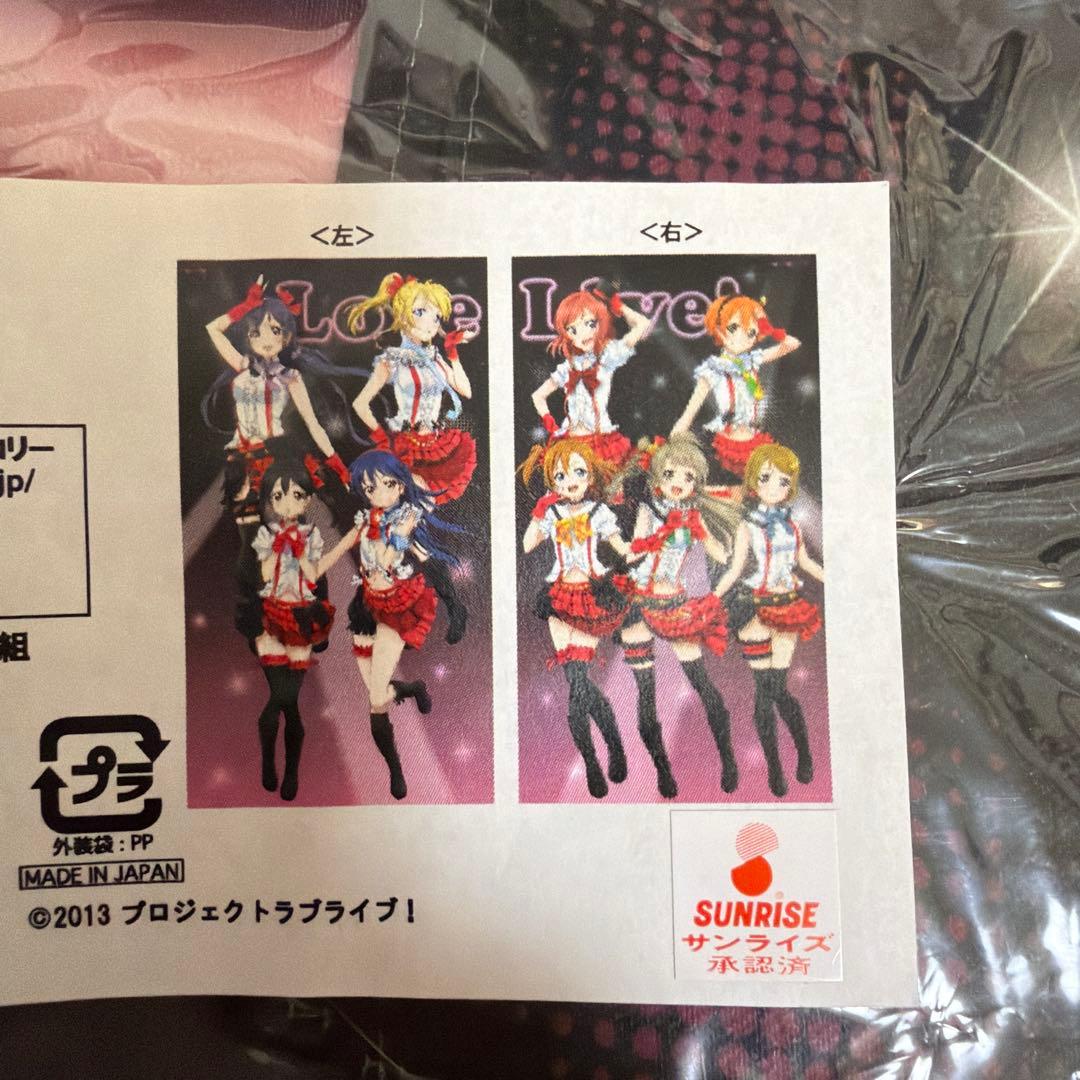 <左>
<右>
Love
Live!
リー
jp/
組
プラ
外装袋：PP
MADE IN JAPAN
©2013 プロジェクトラブライブ！
SUNRISE
サンライズ
承認済